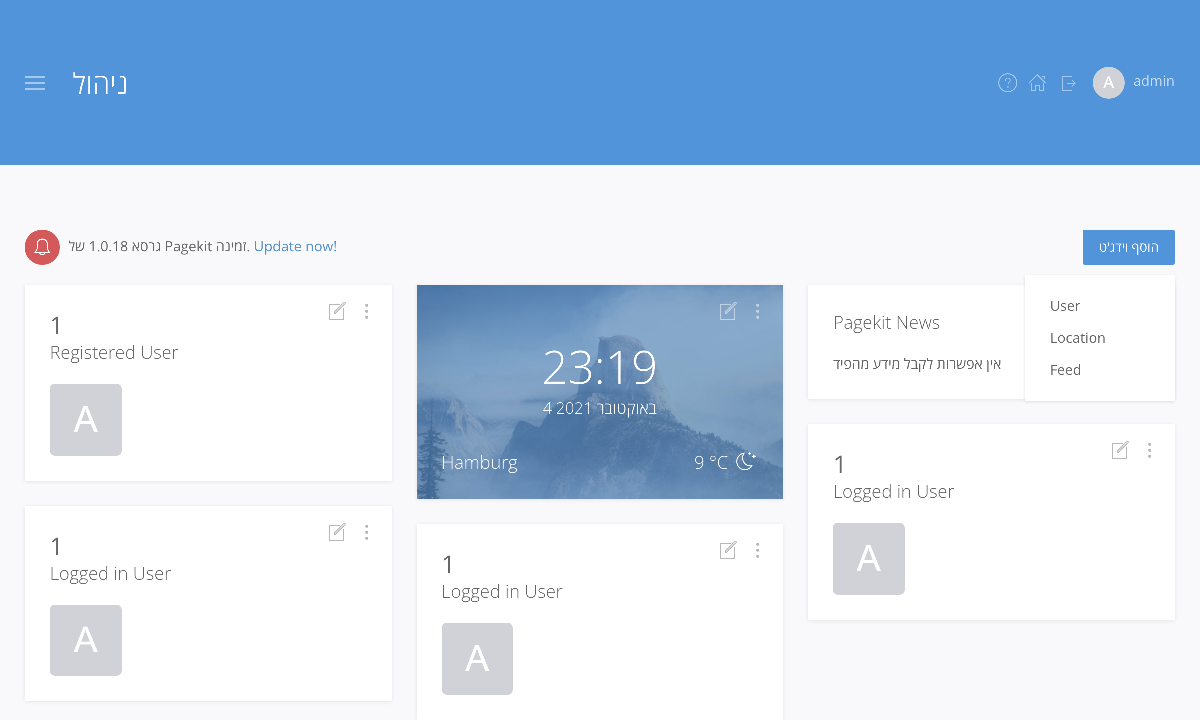 ניהול
A admin
גרסא 1.0.18 של Pagekit זמינה. Update now!
הוסף וידג'ט
User
Location
Feed
1
Registered User
A
1
Logged in User
A
23:19
4 באוקטובר 2021
Hamburg
9 °C
1
Logged in User
A
Pagekit News
אין אפשרות לקבל מידע מהפיד
1
Logged in User
A